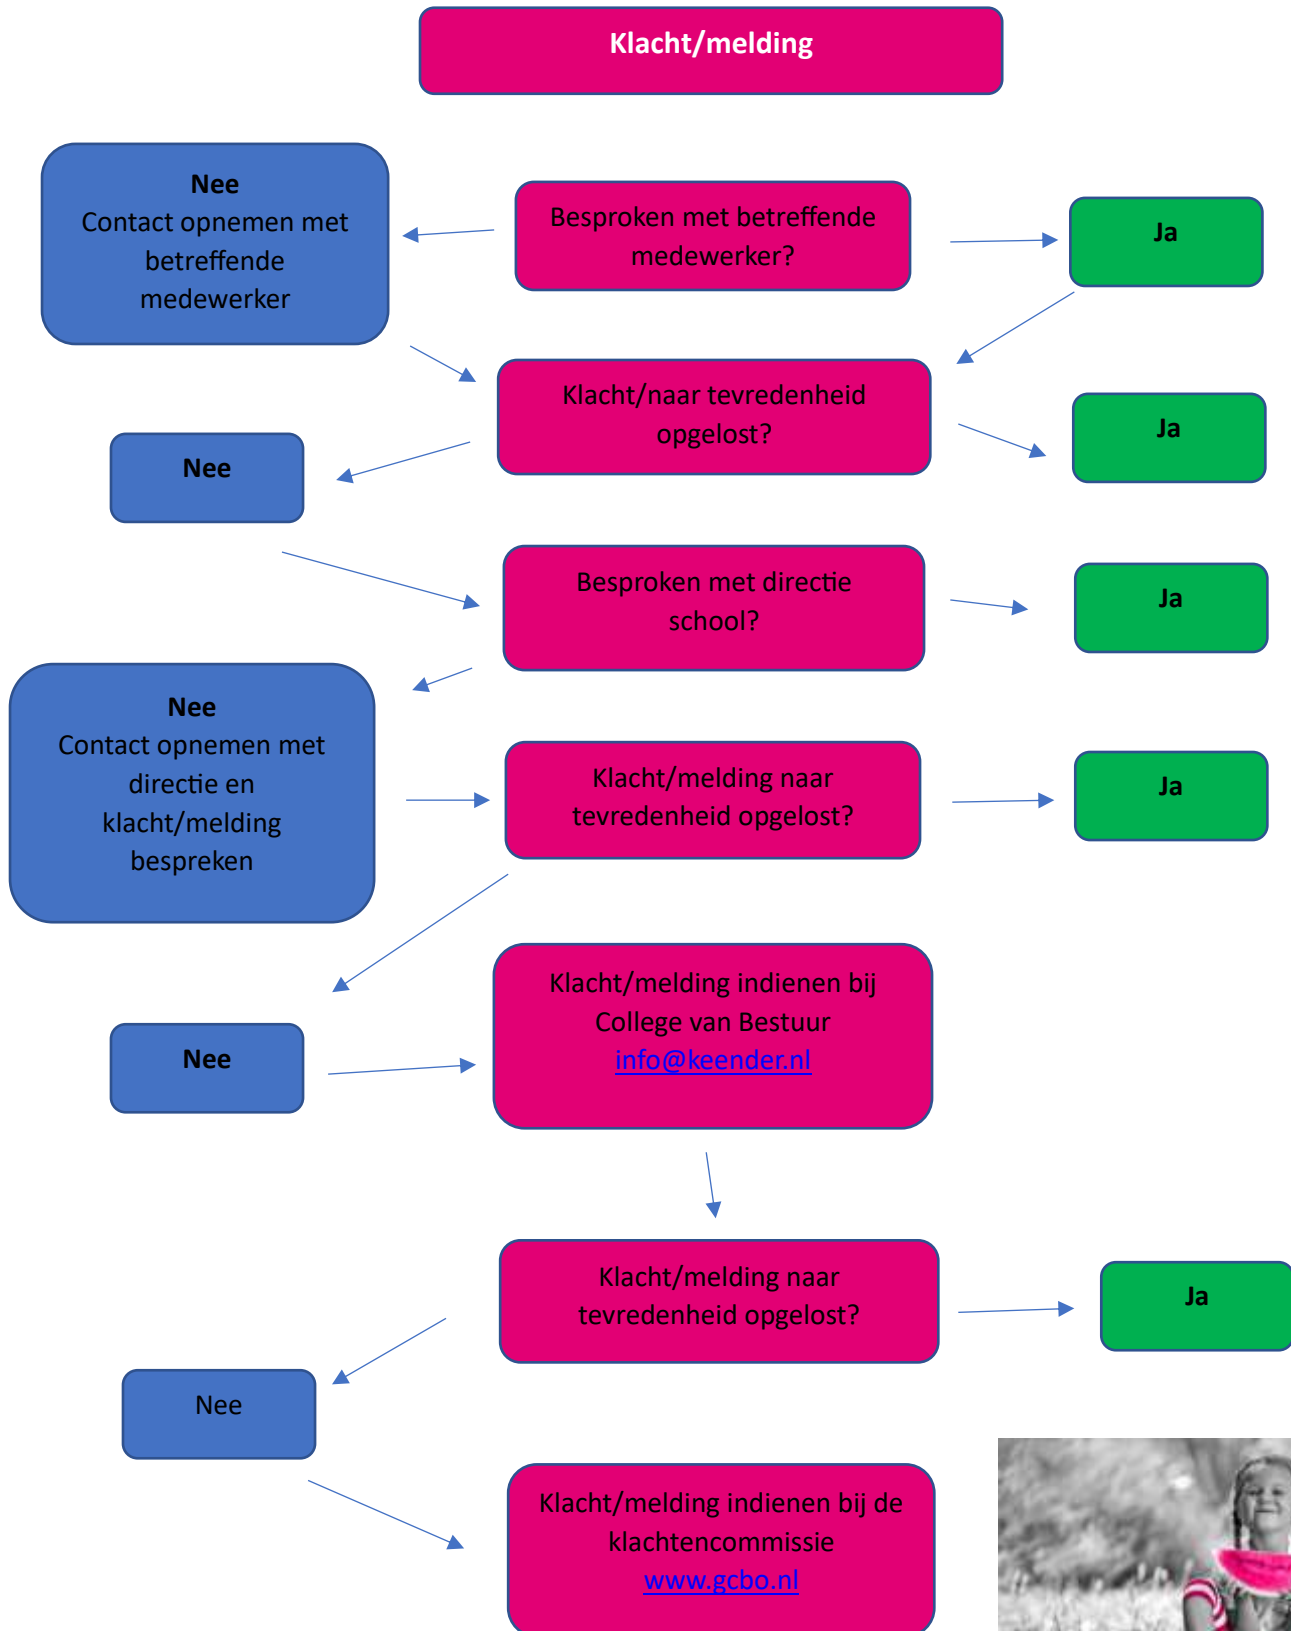 Klacht/melding
Nee
Contact opnemen met
betreffende
medewerker
Besproken met betreffende
medewerker?
Ja
Klacht/naar tevredenheid
opgelost?
Ja
Nee
Besproken met directie
school?
Ja
Nee
Contact opnemen met
directie en
klacht/melding
bespreken
Klacht/melding naar
tevredenheid opgelost?
Ja
Nee
Klacht/melding indienen bij
College van Bestuur
info@keender.nl
Klacht/melding naar
tevredenheid opgelost?
Ja
Nee
Klacht/melding indienen bij de
klachtencommissie
www.gcbo.nl